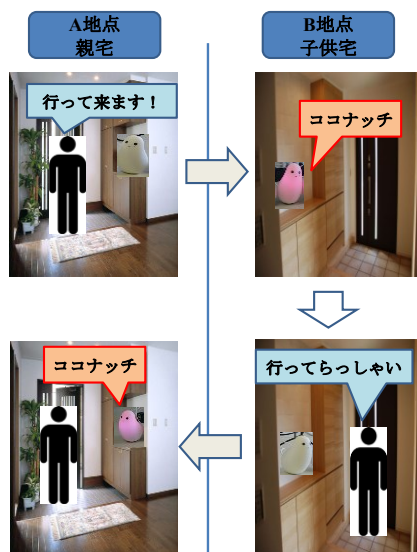 A地点
親宅
B地点
子供宅
行って来ます！
ココナッチ
ココナッチ
行ってらっしゃい